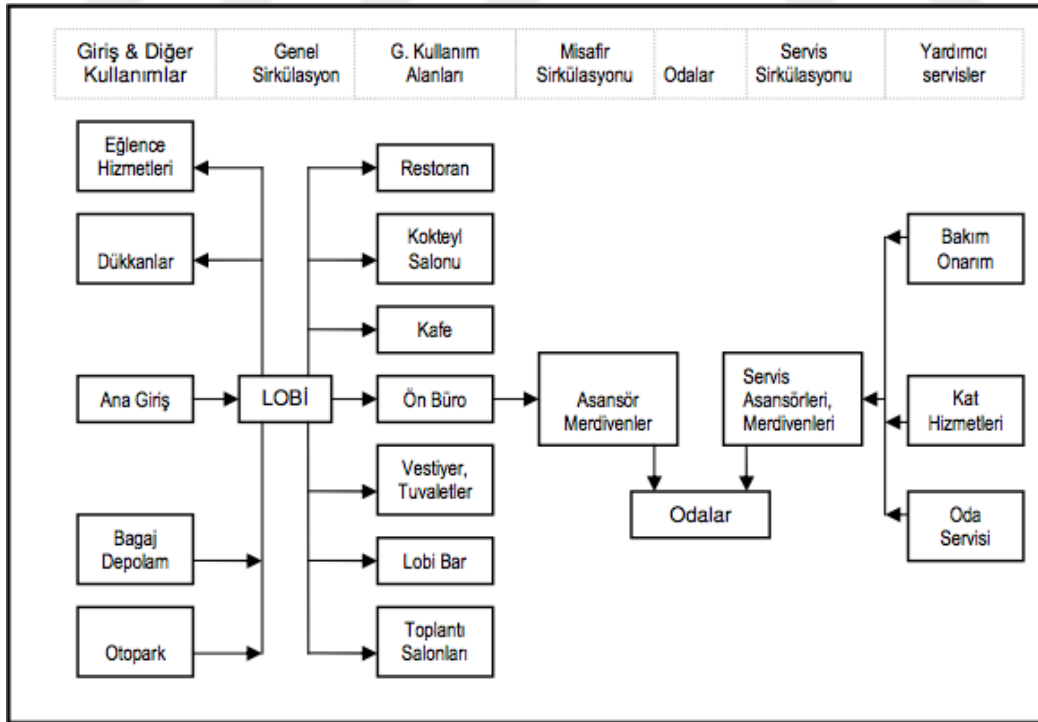 Giriş & Diğer
Kullanımlar
Genel
Sirkülasyon
G. Kullanım
Alanları
Misafir
Sirkülasyonu
Odalar
Servis
Sirkülasyonu
Yardımcı
servisler
Eğlence
Hizmetleri
Dükkanlar
Ana Giriş
Bagaj
Depolam
Otopark
LOBİ
Restoran
Kokteyl
Salonu
Kafe
Ön Büro
Vestiyer,
Tuvaletler
Lobi Bar
Toplantı
Salonları
Asansör
Merdivenler
Servis
Asansörleri,
Merdivenleri
Odalar
Bakım
Onarım
Kat
Hizmetleri
Oda
Servisi